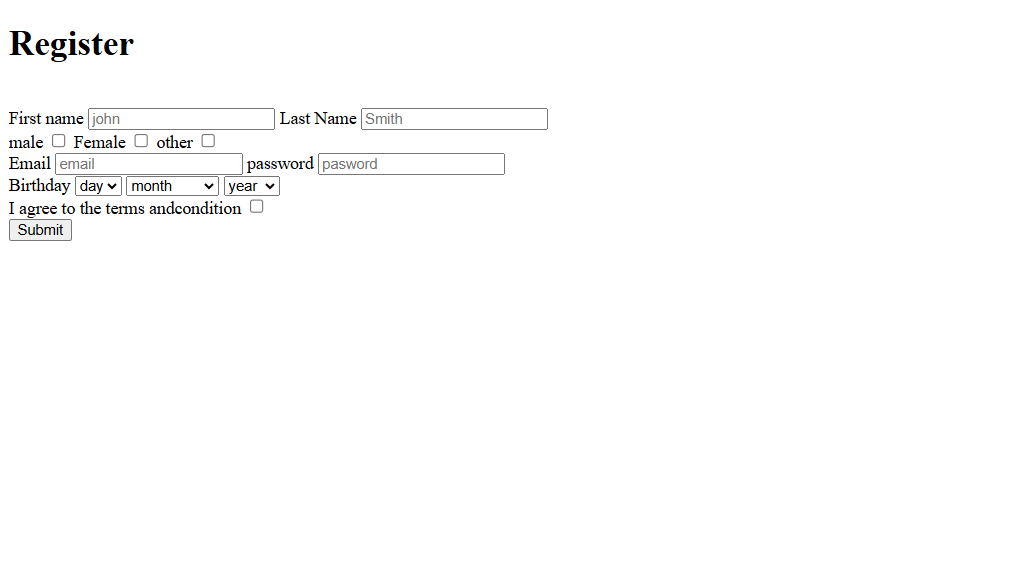 Register
First name john Last Name Smith
male Female other
Email email password pasword
Birthday day month year
I agree to the terms andcondition
Submit